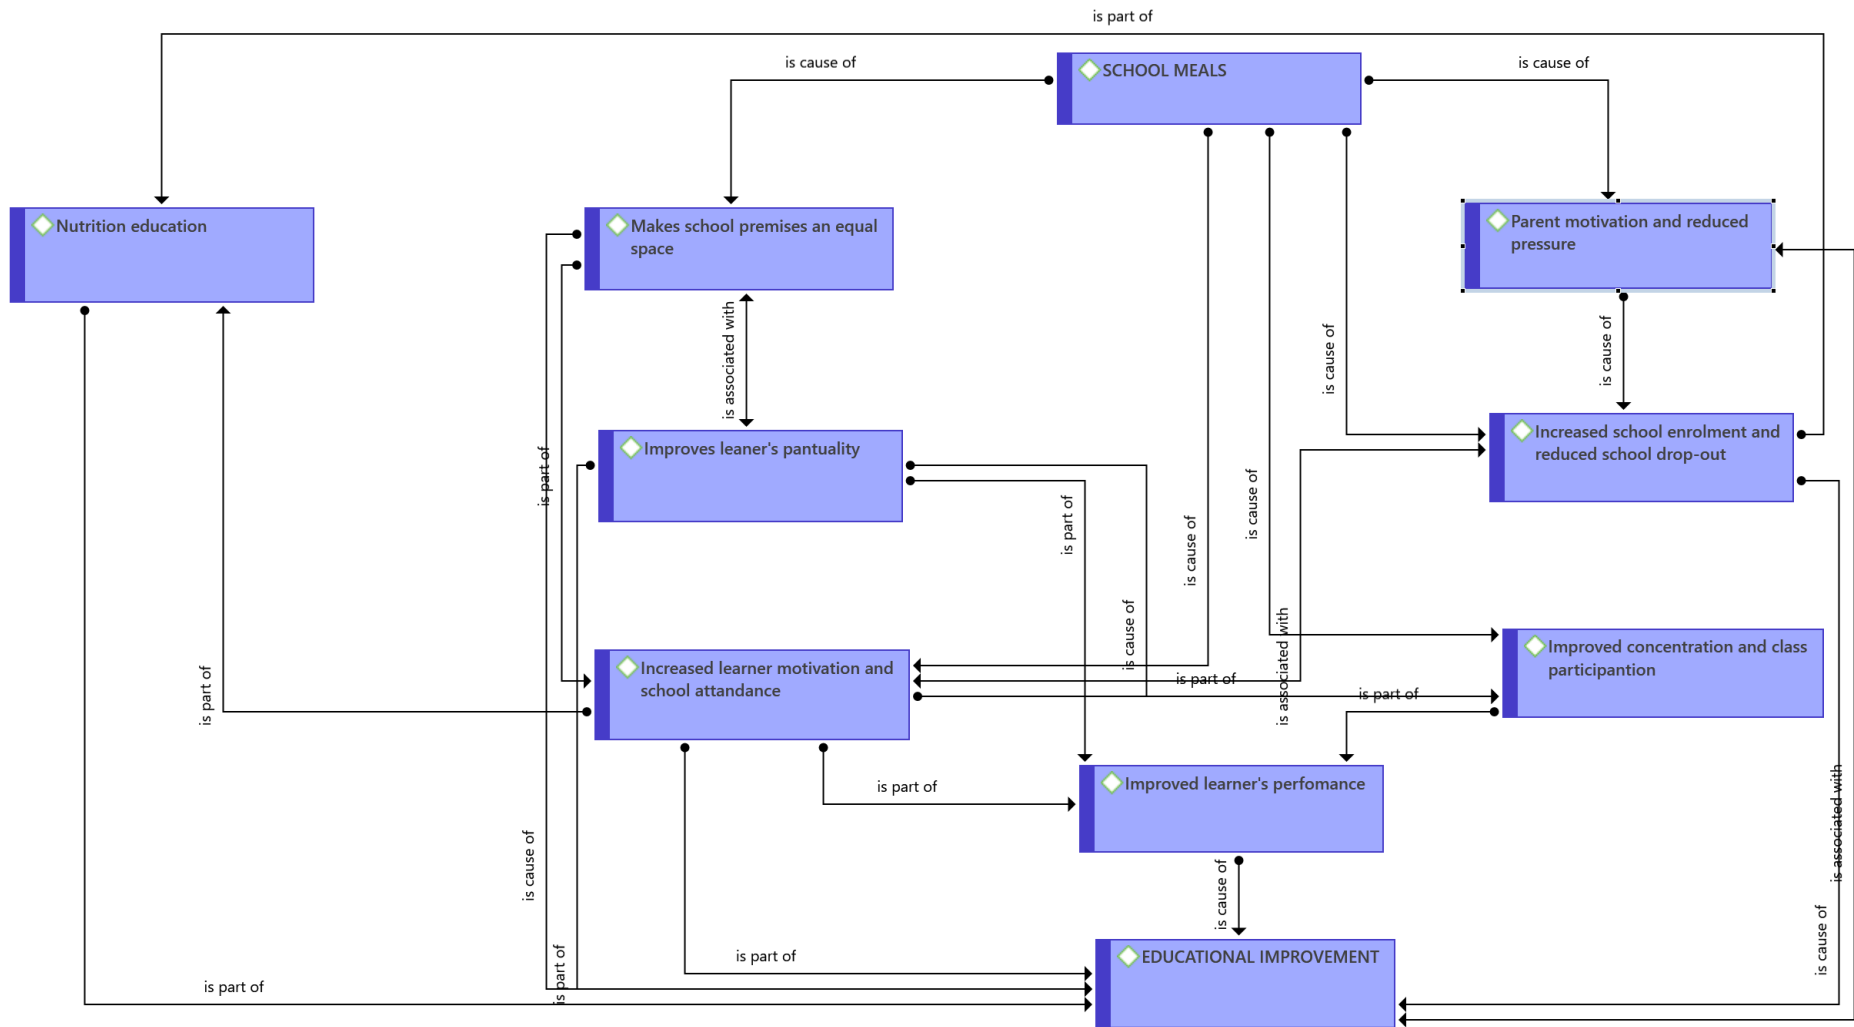 is part of
is cause of
SCHOOL MEALS
is cause of
Nutrition education
Makes school premises an equal
space
Parent motivation and reduced
pressure
is associated with
is cause of
is cause of
Increased school enrolment and
reduced school drop-out
Improves leaner's pantuality
is part of
is part of
is cause of
is cause of
is cause of
is associated with
Improved concentration and class
participantion
Increased learner motivation and
school attandance
is part of
is part of
is part of
Improved learner's perfomance
is part of
is associated with
is cause of
is cause of
is cause of
EDUCATIONAL IMPROVEMENT
is part of
is part of
is part of